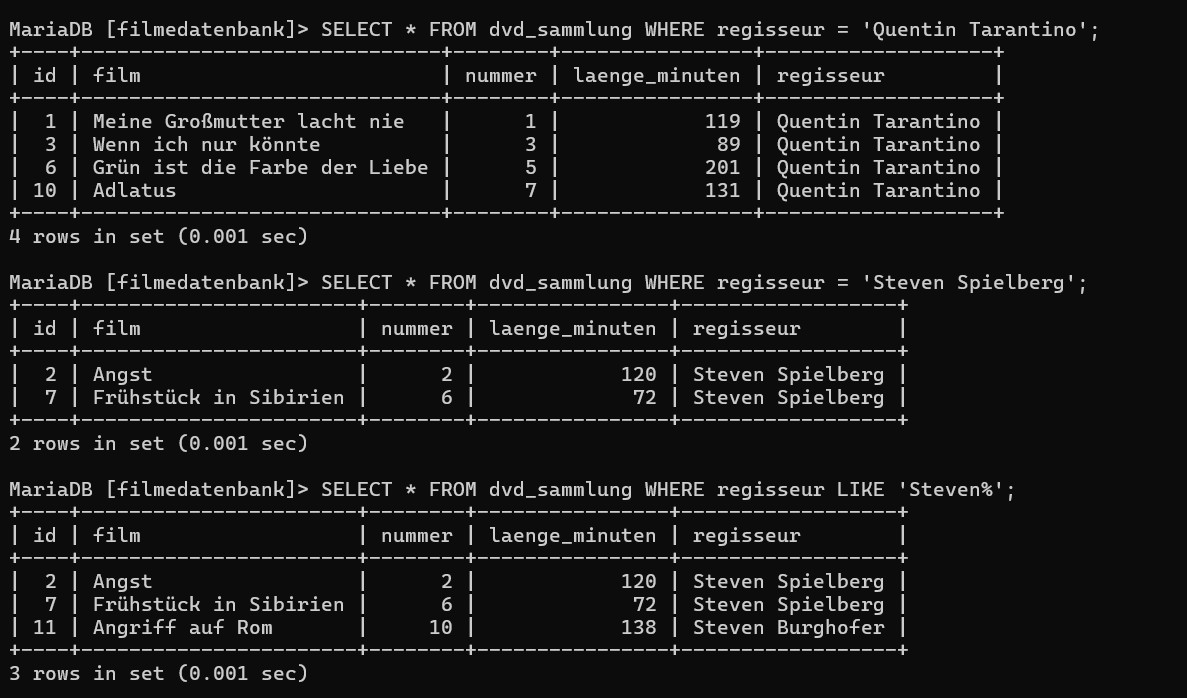 MariaDB [filmedatenbank]> SELECT * FROM dvd_sammlung WHERE regisseur = 'Quentin Tarantino';
+----+------------------------------+--------+----------------+-------------------+
| id | film                         | nummer | laenge_minuten | regisseur         |
+----+------------------------------+--------+----------------+-------------------+
|  1 | Meine Großmutter lacht nie   |      1 |            119 | Quentin Tarantino |
|  3 | Wenn ich nur könnte          |      3 |             89 | Quentin Tarantino |
|  6 | Grün ist die Farbe der Liebe |      5 |            201 | Quentin Tarantino |
| 10 | Adlatus                      |      7 |            131 | Quentin Tarantino |
+----+------------------------------+--------+----------------+-------------------+
4 rows in set (0.001 sec)

MariaDB [filmedatenbank]> SELECT * FROM dvd_sammlung WHERE regisseur = 'Steven Spielberg';
+----+-----------------------+--------+----------------+------------------+
| id | film                  | nummer | laenge_minuten | regisseur        |
+----+-----------------------+--------+----------------+------------------+
|  2 | Angst                 |      2 |            120 | Steven Spielberg |
|  7 | Frühstück in Sibirien |      6 |             72 | Steven Spielberg |
+----+-----------------------+--------+----------------+------------------+
2 rows in set (0.001 sec)

MariaDB [filmedatenbank]> SELECT * FROM dvd_sammlung WHERE regisseur LIKE 'Steven%';
+----+-----------------------+--------+----------------+------------------+
| id | film                  | nummer | laenge_minuten | regisseur        |
+----+-----------------------+--------+----------------+------------------+
|  2 | Angst                 |      2 |            120 | Steven Spielberg |
|  7 | Frühstück in Sibirien |      6 |             72 | Steven Spielberg |
| 11 | Angriff auf Rom       |     10 |            138 | Steven Burghofer |
+----+-----------------------+--------+----------------+------------------+
3 rows in set (0.001 sec)